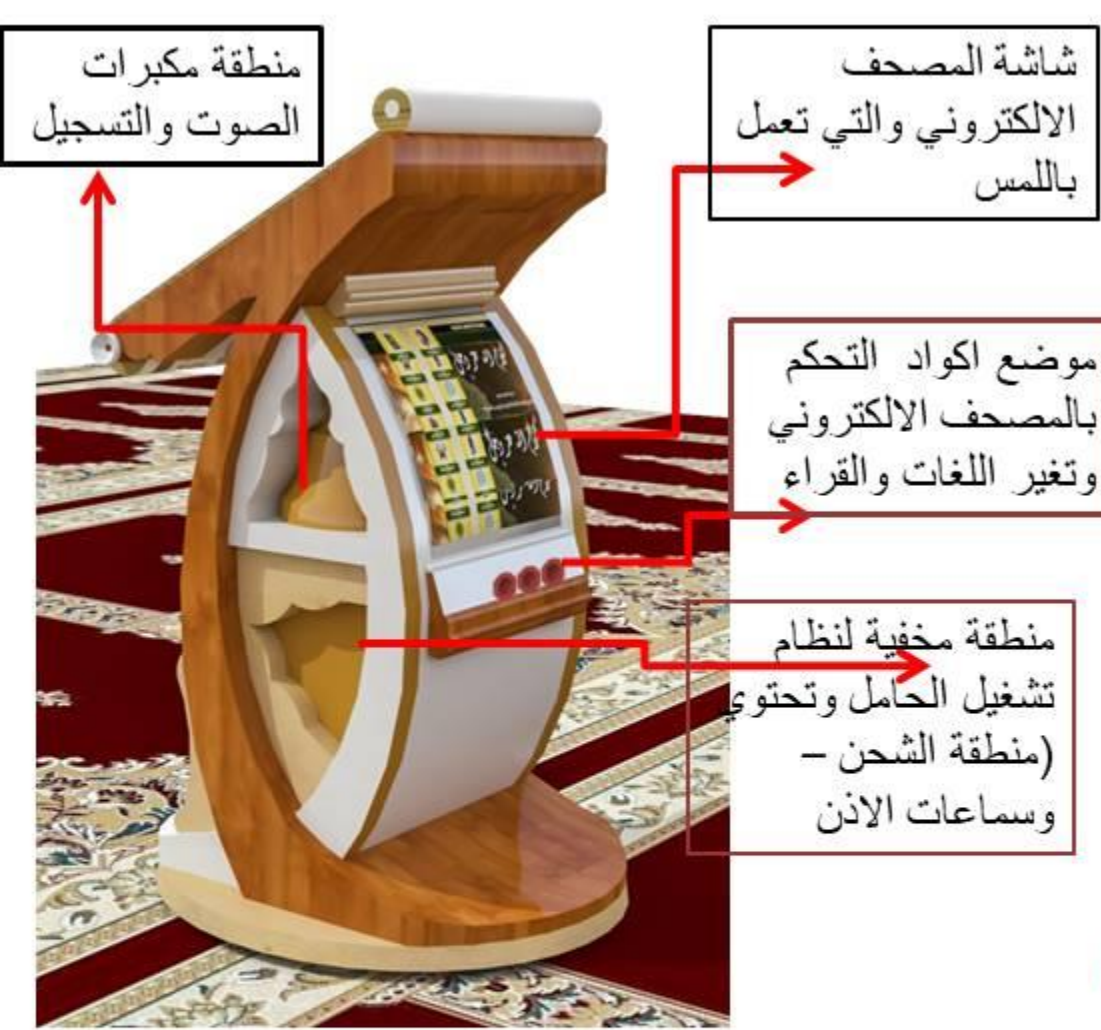 شاشة المصحف
الالكتروني والتي تعمل
باللمس
منطقة مكبرات
الصوت والتسجيل
موضع اكواد التحكم
بالمصحف الالكتروني
وتغير اللغات والقراء
منطقة مخفية لنظام
تشغيل الحامل وتحتوي
(منطقة الشحن –
وسماعات الاذن